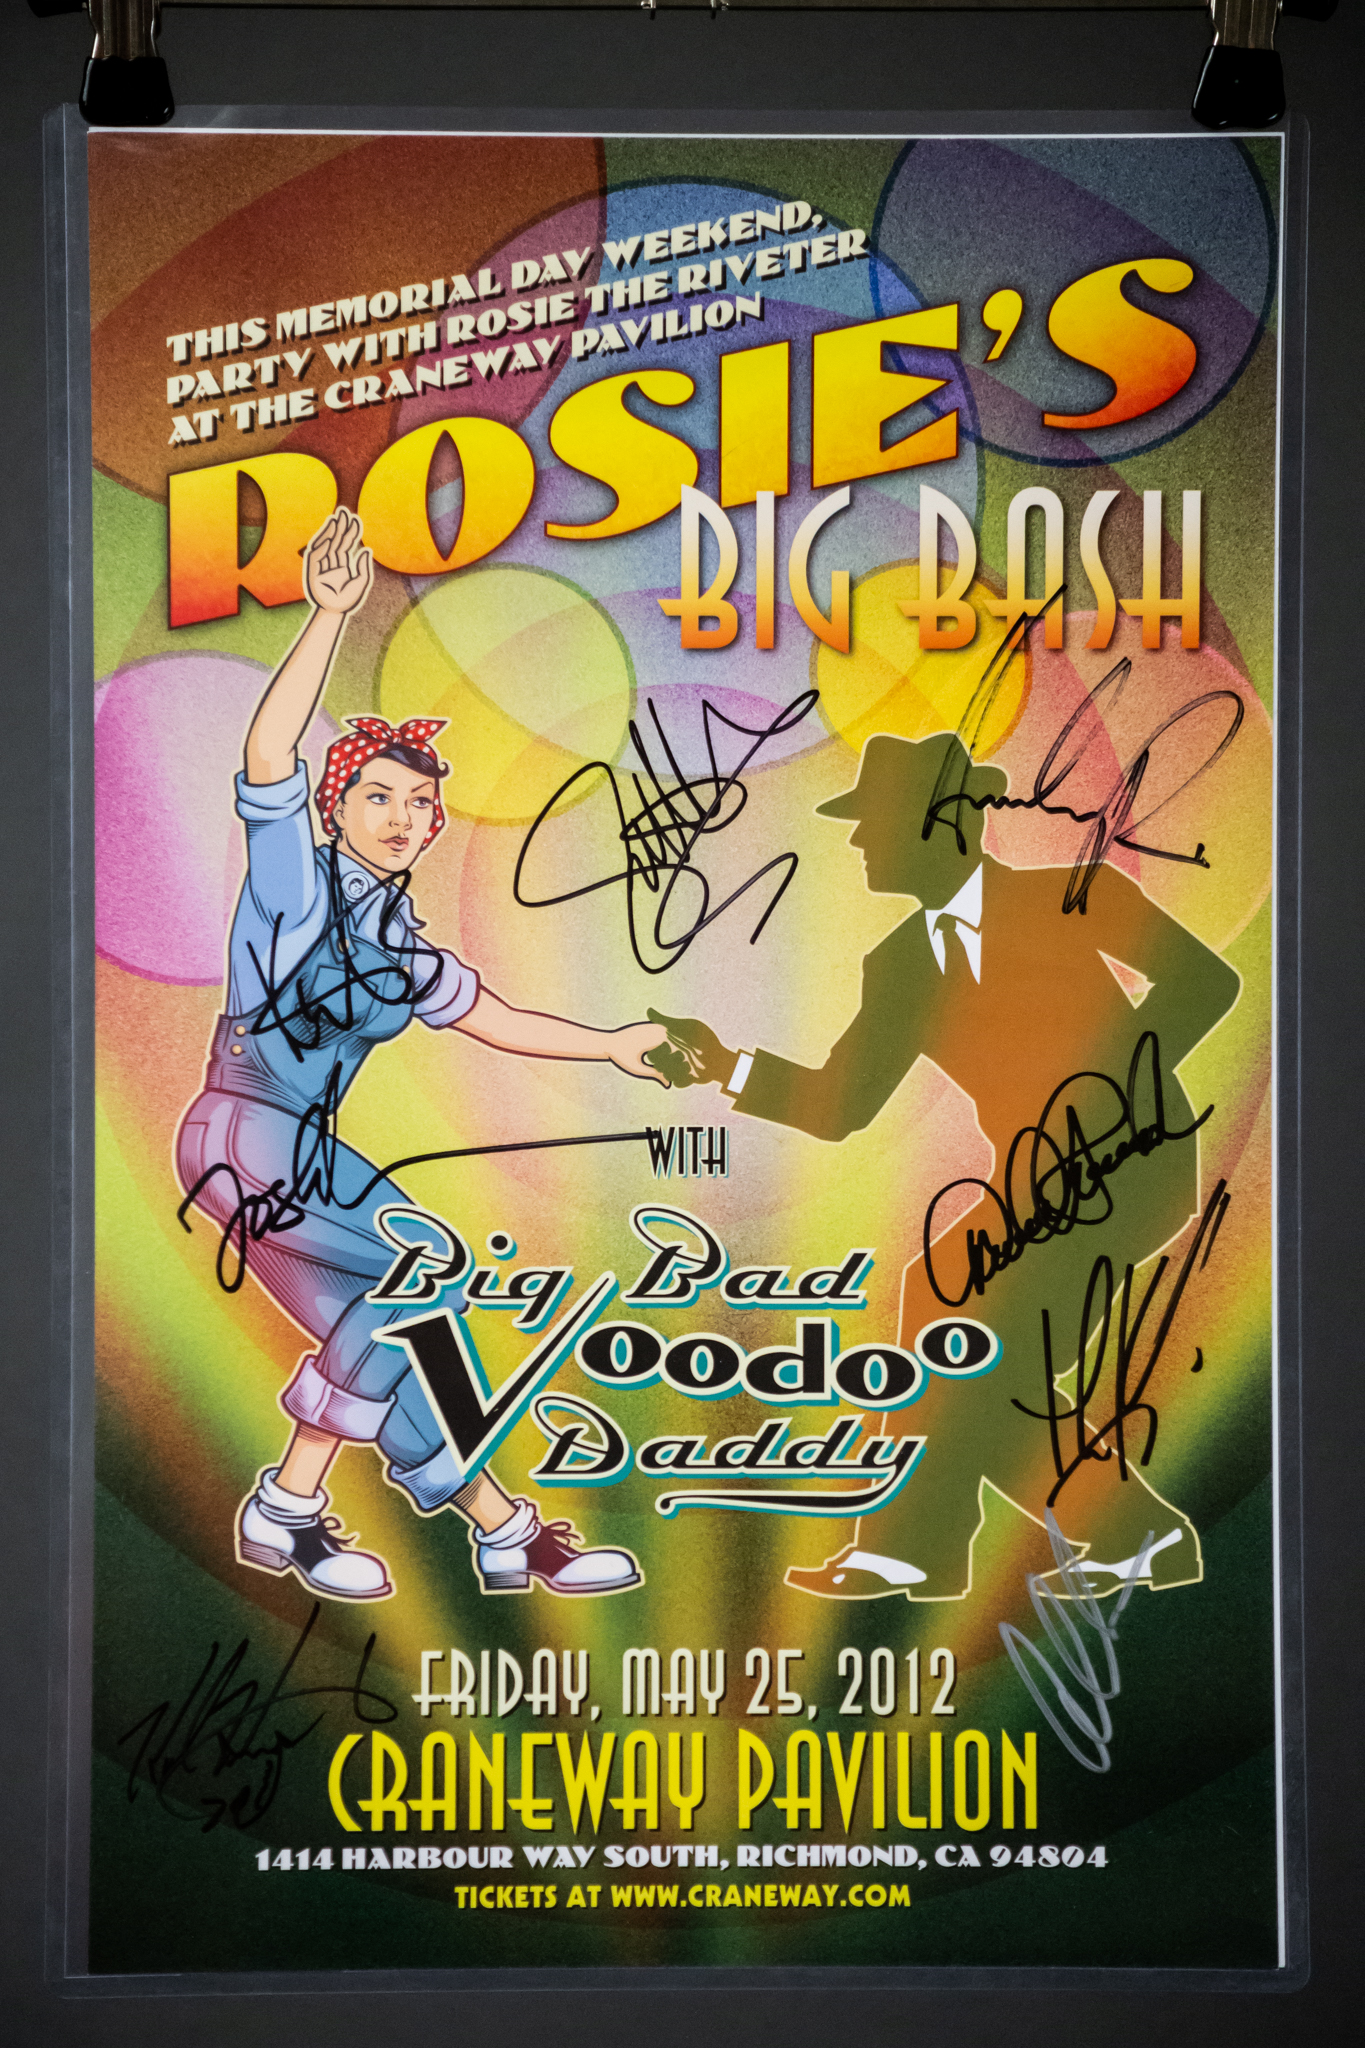 THIS MEMORIAL DAY WEEKEND,
PARTY WITH ROSIE THE RIVETER
AT THE CRANEWAY PAVILION
ROSIE'S
BIG BASH
Josh
WITH
Big Bad
Voodoo
Daddy
FRIDAY, MAY 25, 2012
CRANEWAY PAVILION
1414 HARBOUR WAY SOUTH, RICHMOND, CA 94804
TICKETS AT WWW.CRANEWAY.COM